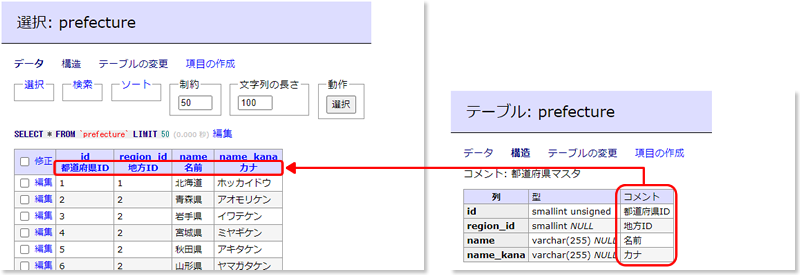 選択: prefecture
データ 構造 テーブルの変更 項目の作成
選択 検索 ソート 制約 文字列の長さ 動作
50 100 選択
SELECT * FROM `prefecture` LIMIT 50 (0.000 秒) 編集
修正 id region_id name name_kana
都道府県ID 地方ID 名前 カナ
編集 1 1 北海道 ホッカイドウ
編集 2 2 青森県 アオモリケン
編集 3 2 岩手県 イワテケン
編集 4 2 宮城県 ミヤギケン
編集 5 2 秋田県 アキタケン
編集 6 2 山形県 ヤマガタケン
テーブル: prefecture
データ 構造 テーブルの変更 項目の作成
コメント: 都道府県マスタ
列 型 コメント
id smallint unsigned 都道府県ID
region_id smallint NULL 地方ID
name varchar(255) NULL 名前
name_kana varchar(255) NULL カナ